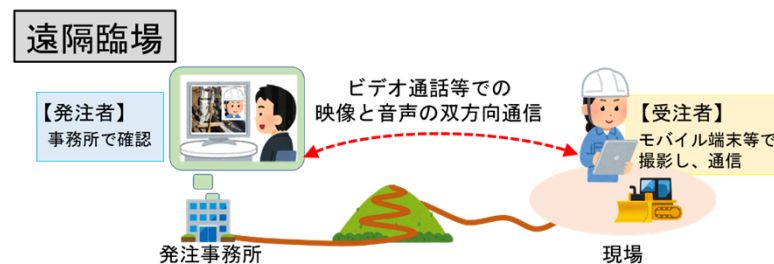 遠隔臨場
【発注者】
事務所で確認
ビデオ通話等での
映像と音声の双方向通信
【受注者】
モバイル端末等で
撮影し、通信
発注事務所
現場